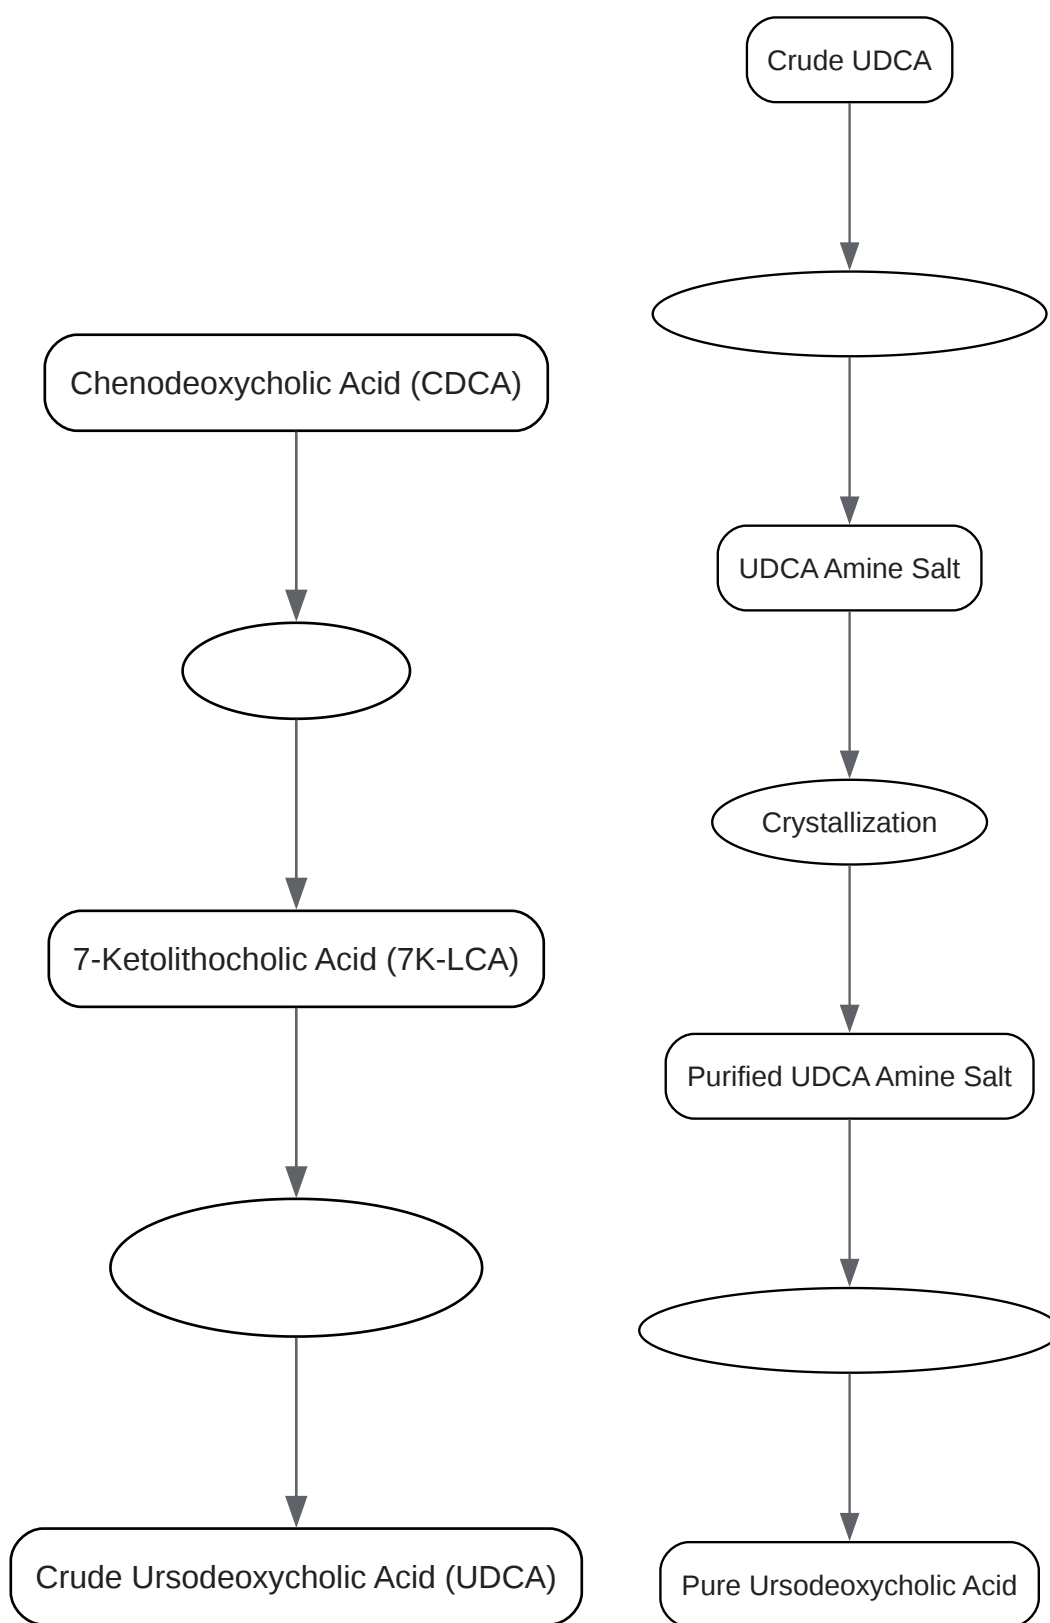 Chenodeoxycholic Acid (CDCA)
7-Ketolithocholic Acid (7K-LCA)
Crude Ursodeoxycholic Acid (UDCA)
Crude UDCA
UDCA Amine Salt
Crystallization
Purified UDCA Amine Salt
Pure Ursodeoxycholic Acid